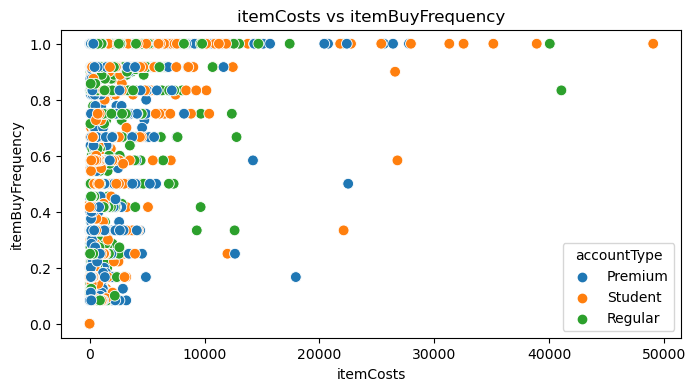 itemCosts vs itemBuyFrequency
1.0
0.8
0.6
0.4
0.2
0.0
itemBuyFrequency
accountType
Premium
Student
Regular
0 10000 20000 30000 40000 50000
itemCosts